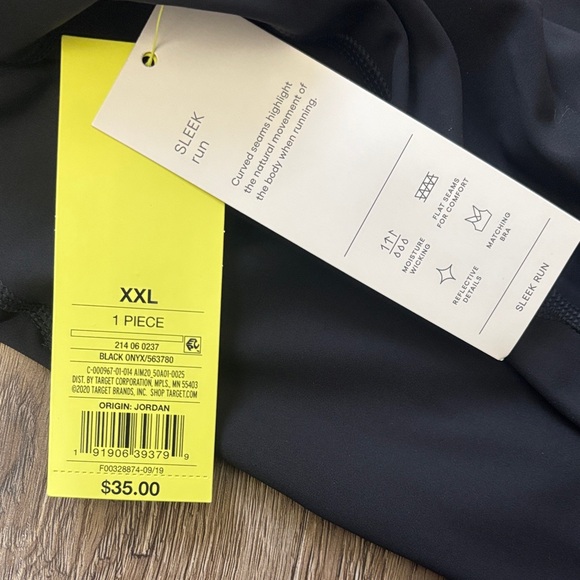 SLEEK
run
Curved seams highlight
the natural movement of
the body when running.
FLAT SEAMS
FOR COMFORT
MOISTURE
WICKING
MATCHING
BRA
REFLECTIVE
DETAILS
SLEEK RUN
XXL
1 PIECE
214 06 0237
BLACK ONYX/563780
C-000967-01-014 AIM20_50A01-0025
DIST. BY TARGET CORPORATION, MPLS, MN 55403
©2020 TARGET BRANDS, INC. SHOP TARGET.COM
ORIGIN: JORDAN
1 91906 39379 9
F00328874-09/19
$35.00